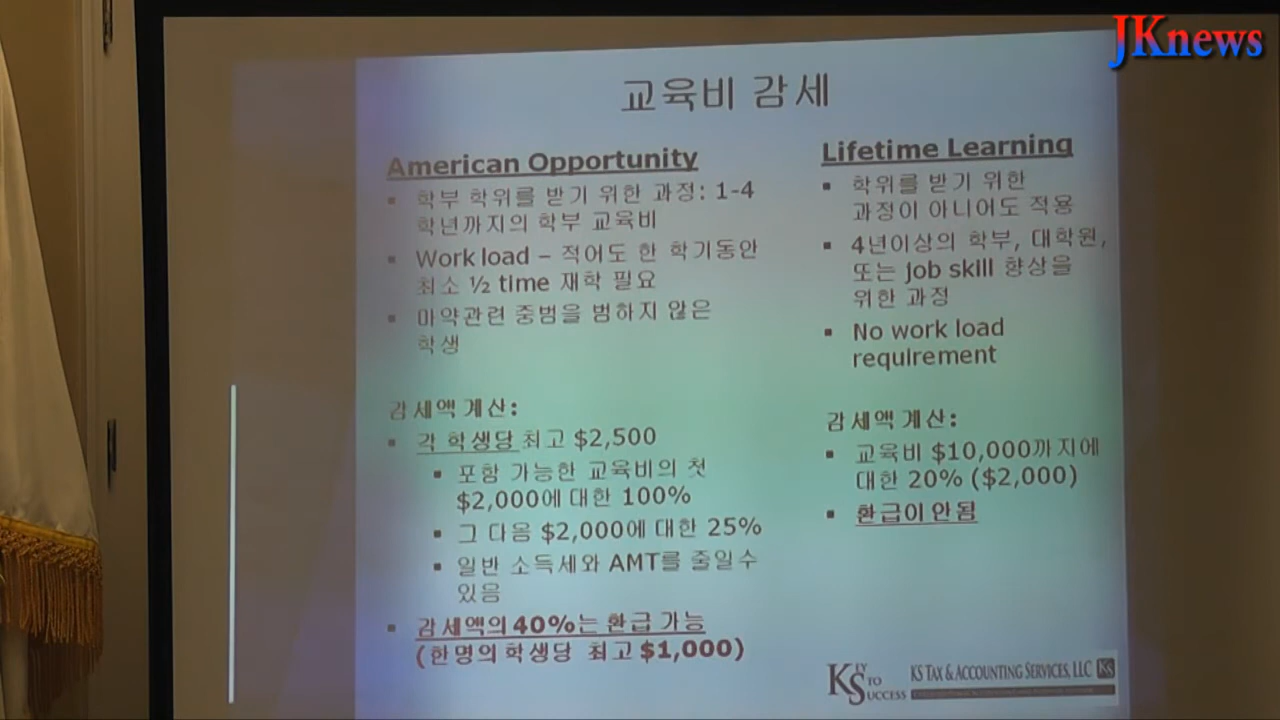 JKnews
교육비 감세
American Opportunity
▪ 학부 학위를 받기 위한 과정: 1-4
학년까지의 학부 교육비
▪ Work load – 적어도 한 학기동안
최소 ½ time 재학 필요
▪ 마약관련 중범을 범하지 않은
학생
감세액 계산:
▪ 각 학생당 최고 $2,500
▪ 포함 가능한 교육비의 첫
$2,000에 대한 100%
▪ 그 다음 $2,000에 대한 25%
▪ 일반 소득세와 AMT를 줄일수
있음
▪ 감세액의 40%는 환급 가능
(한명의 학생당 최고 $1,000)
Lifetime Learning
▪ 학위를 받기 위한
과정이 아니어도 적용
▪ 4년이상의 학부, 대학원,
또는 job skill 향상을
위한 과정
▪ No work load
requirement
감세액 계산:
▪ 교육비 $10,000까지에
대한 20% ($2,000)
▪ 환급이 안됨
KEY TO SUCCESS
KS TAX & ACCOUNTING SERVICES, LLC KS